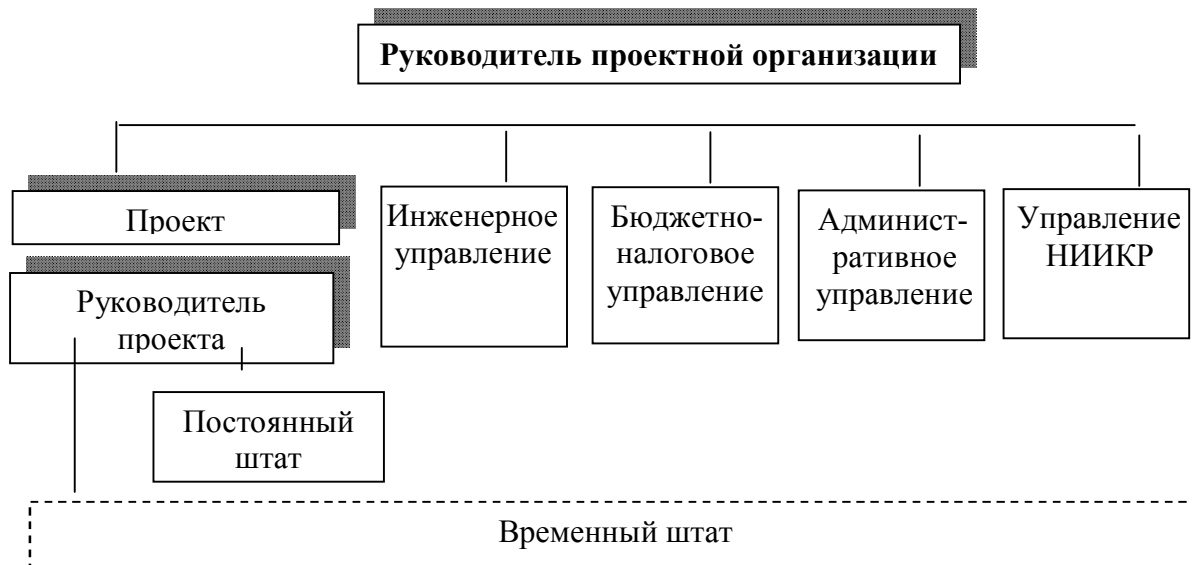 Руководитель проектной организации
Проект
Руководитель
проекта
Постоянный
штат
Инженерное
управление
Бюджетно-
налоговое
управление
Админист-
ративное
управление
Управление
НИИКР
Временный штат